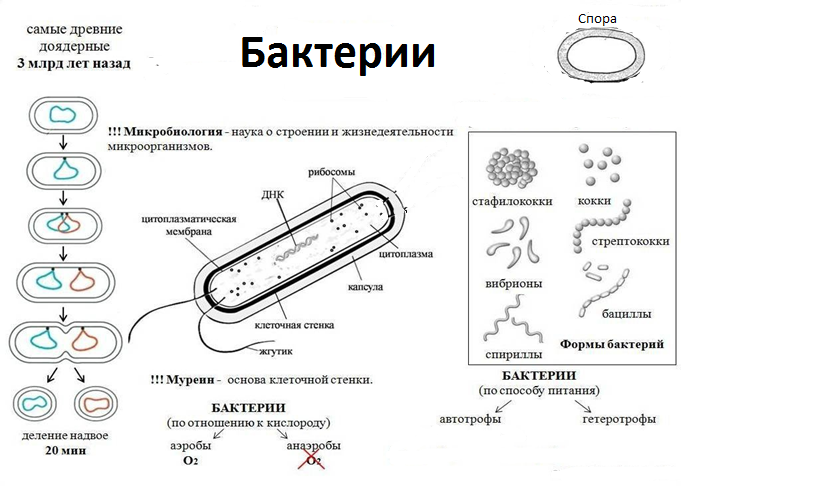 самые древние
доядерные
3 млрд лет назад
Бактерии
Спора
!!! Микробиология - наука о строении и жизнедеятельности
микроорганизмов.
рибосомы
ДНК
цитоплазматическая
мембрана
цитоплазма
капсула
клеточная стенка
жгутик
стафилококки
кокки
стрептококки
вибрионы
бациллы
спириллы
Формы бактерий
!!! Муреин - основа клеточной стенки.
БАКТЕРИИ
(по отношению к кислороду)
аэробы
анаэробы
O₂
O₂
БАКТЕРИИ
(по способу питания)
автотрофы
гетеротрофы
деление надвое
20 мин